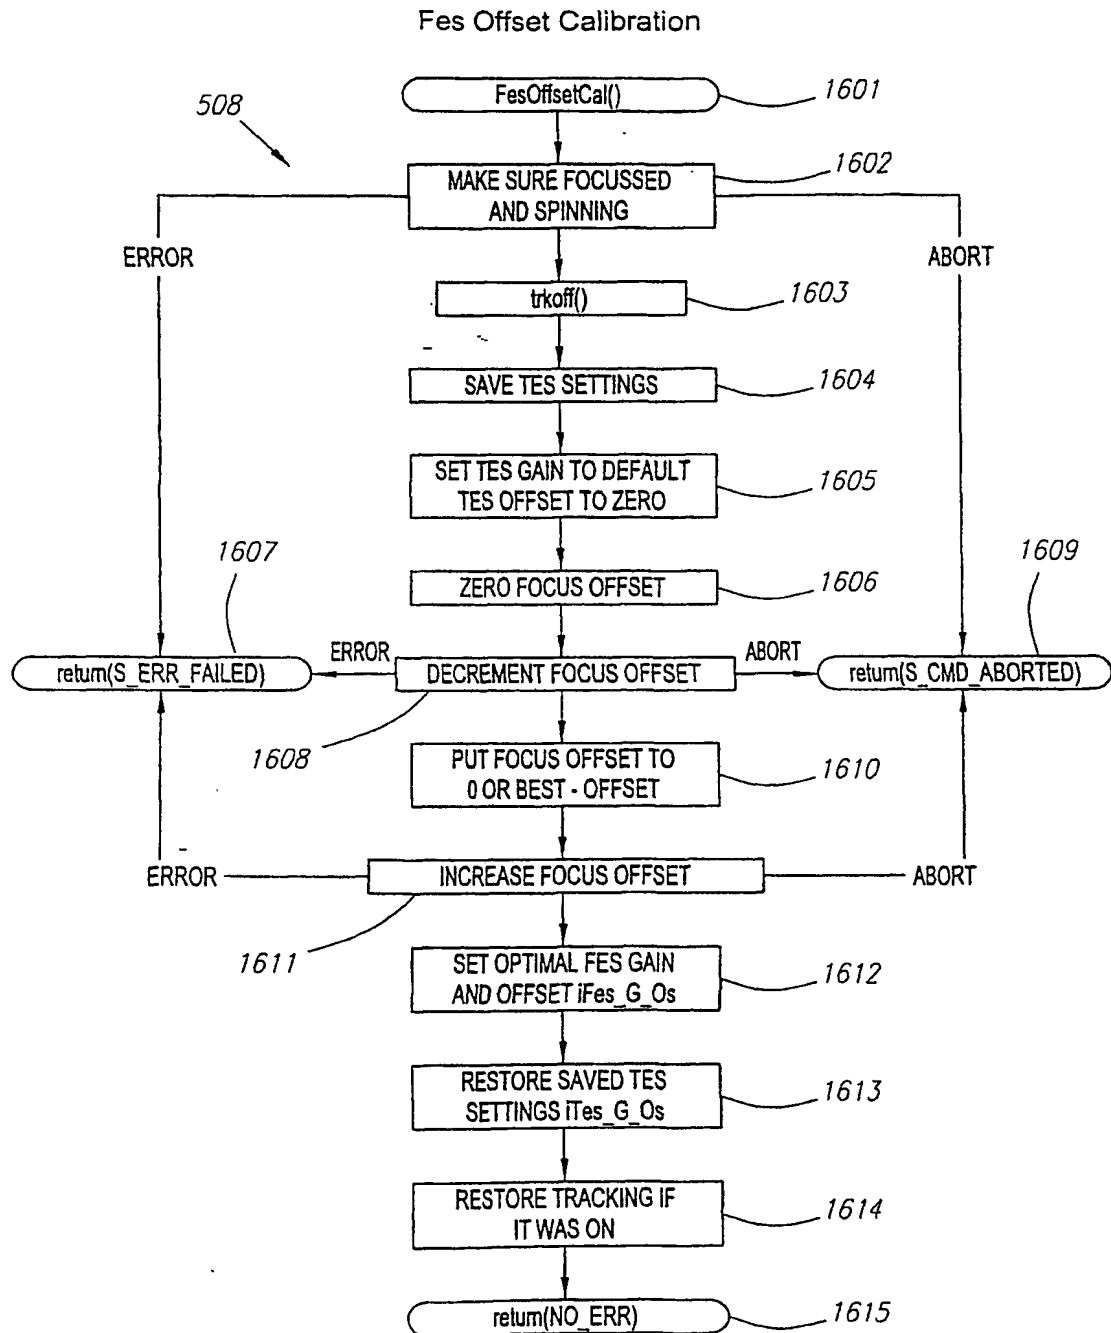 Fes Offset Calibration
FesOffsetCal()
1601
508
1602
MAKE SURE FOCUSSED
AND SPINNING
ERROR
ABORT
trkoff()
1603
SAVE TES SETTINGS
1604
SET TES GAIN TO DEFAULT
TES OFFSET TO ZERO
1605
1607
1609
ZERO FOCUS OFFSET
1606
return(S_ERR_FAILED)
ERROR
DECREMENT FOCUS OFFSET
ABORT
return(S_CMD_ABORTED)
1608
PUT FOCUS OFFSET TO
0 OR BEST - OFFSET
1610
ERROR
INCREASE FOCUS OFFSET
ABORT
1611
SET OPTIMAL FES GAIN
AND OFFSET iFes_G_Os
1612
RESTORE SAVED TES
SETTINGS iTes_G_Os
1613
RESTORE TRACKING IF
IT WAS ON
1614
return(NO_ERR)
1615